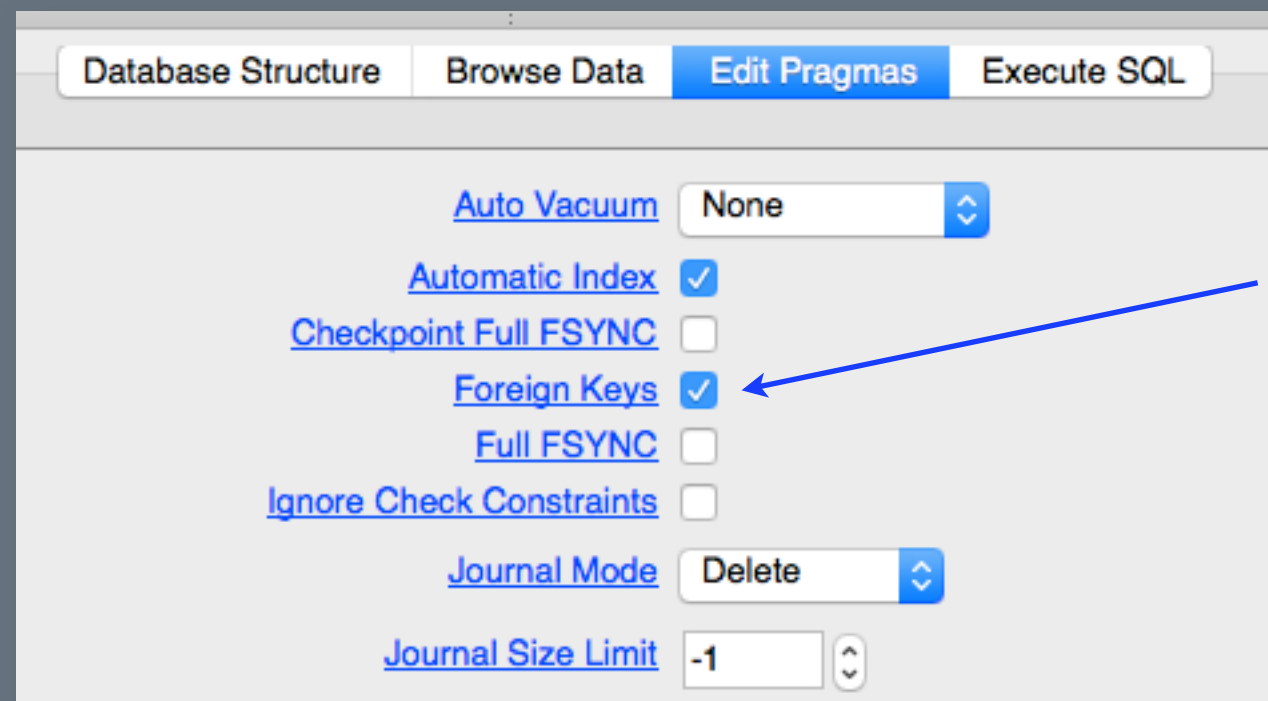 Database Structure Browse Data Edit Pragmas Execute SQL
Auto Vacuum None
Automatic Index
Checkpoint Full FSYNC
Foreign Keys
Full FSYNC
Ignore Check Constraints
Journal Mode Delete
Journal Size Limit -1